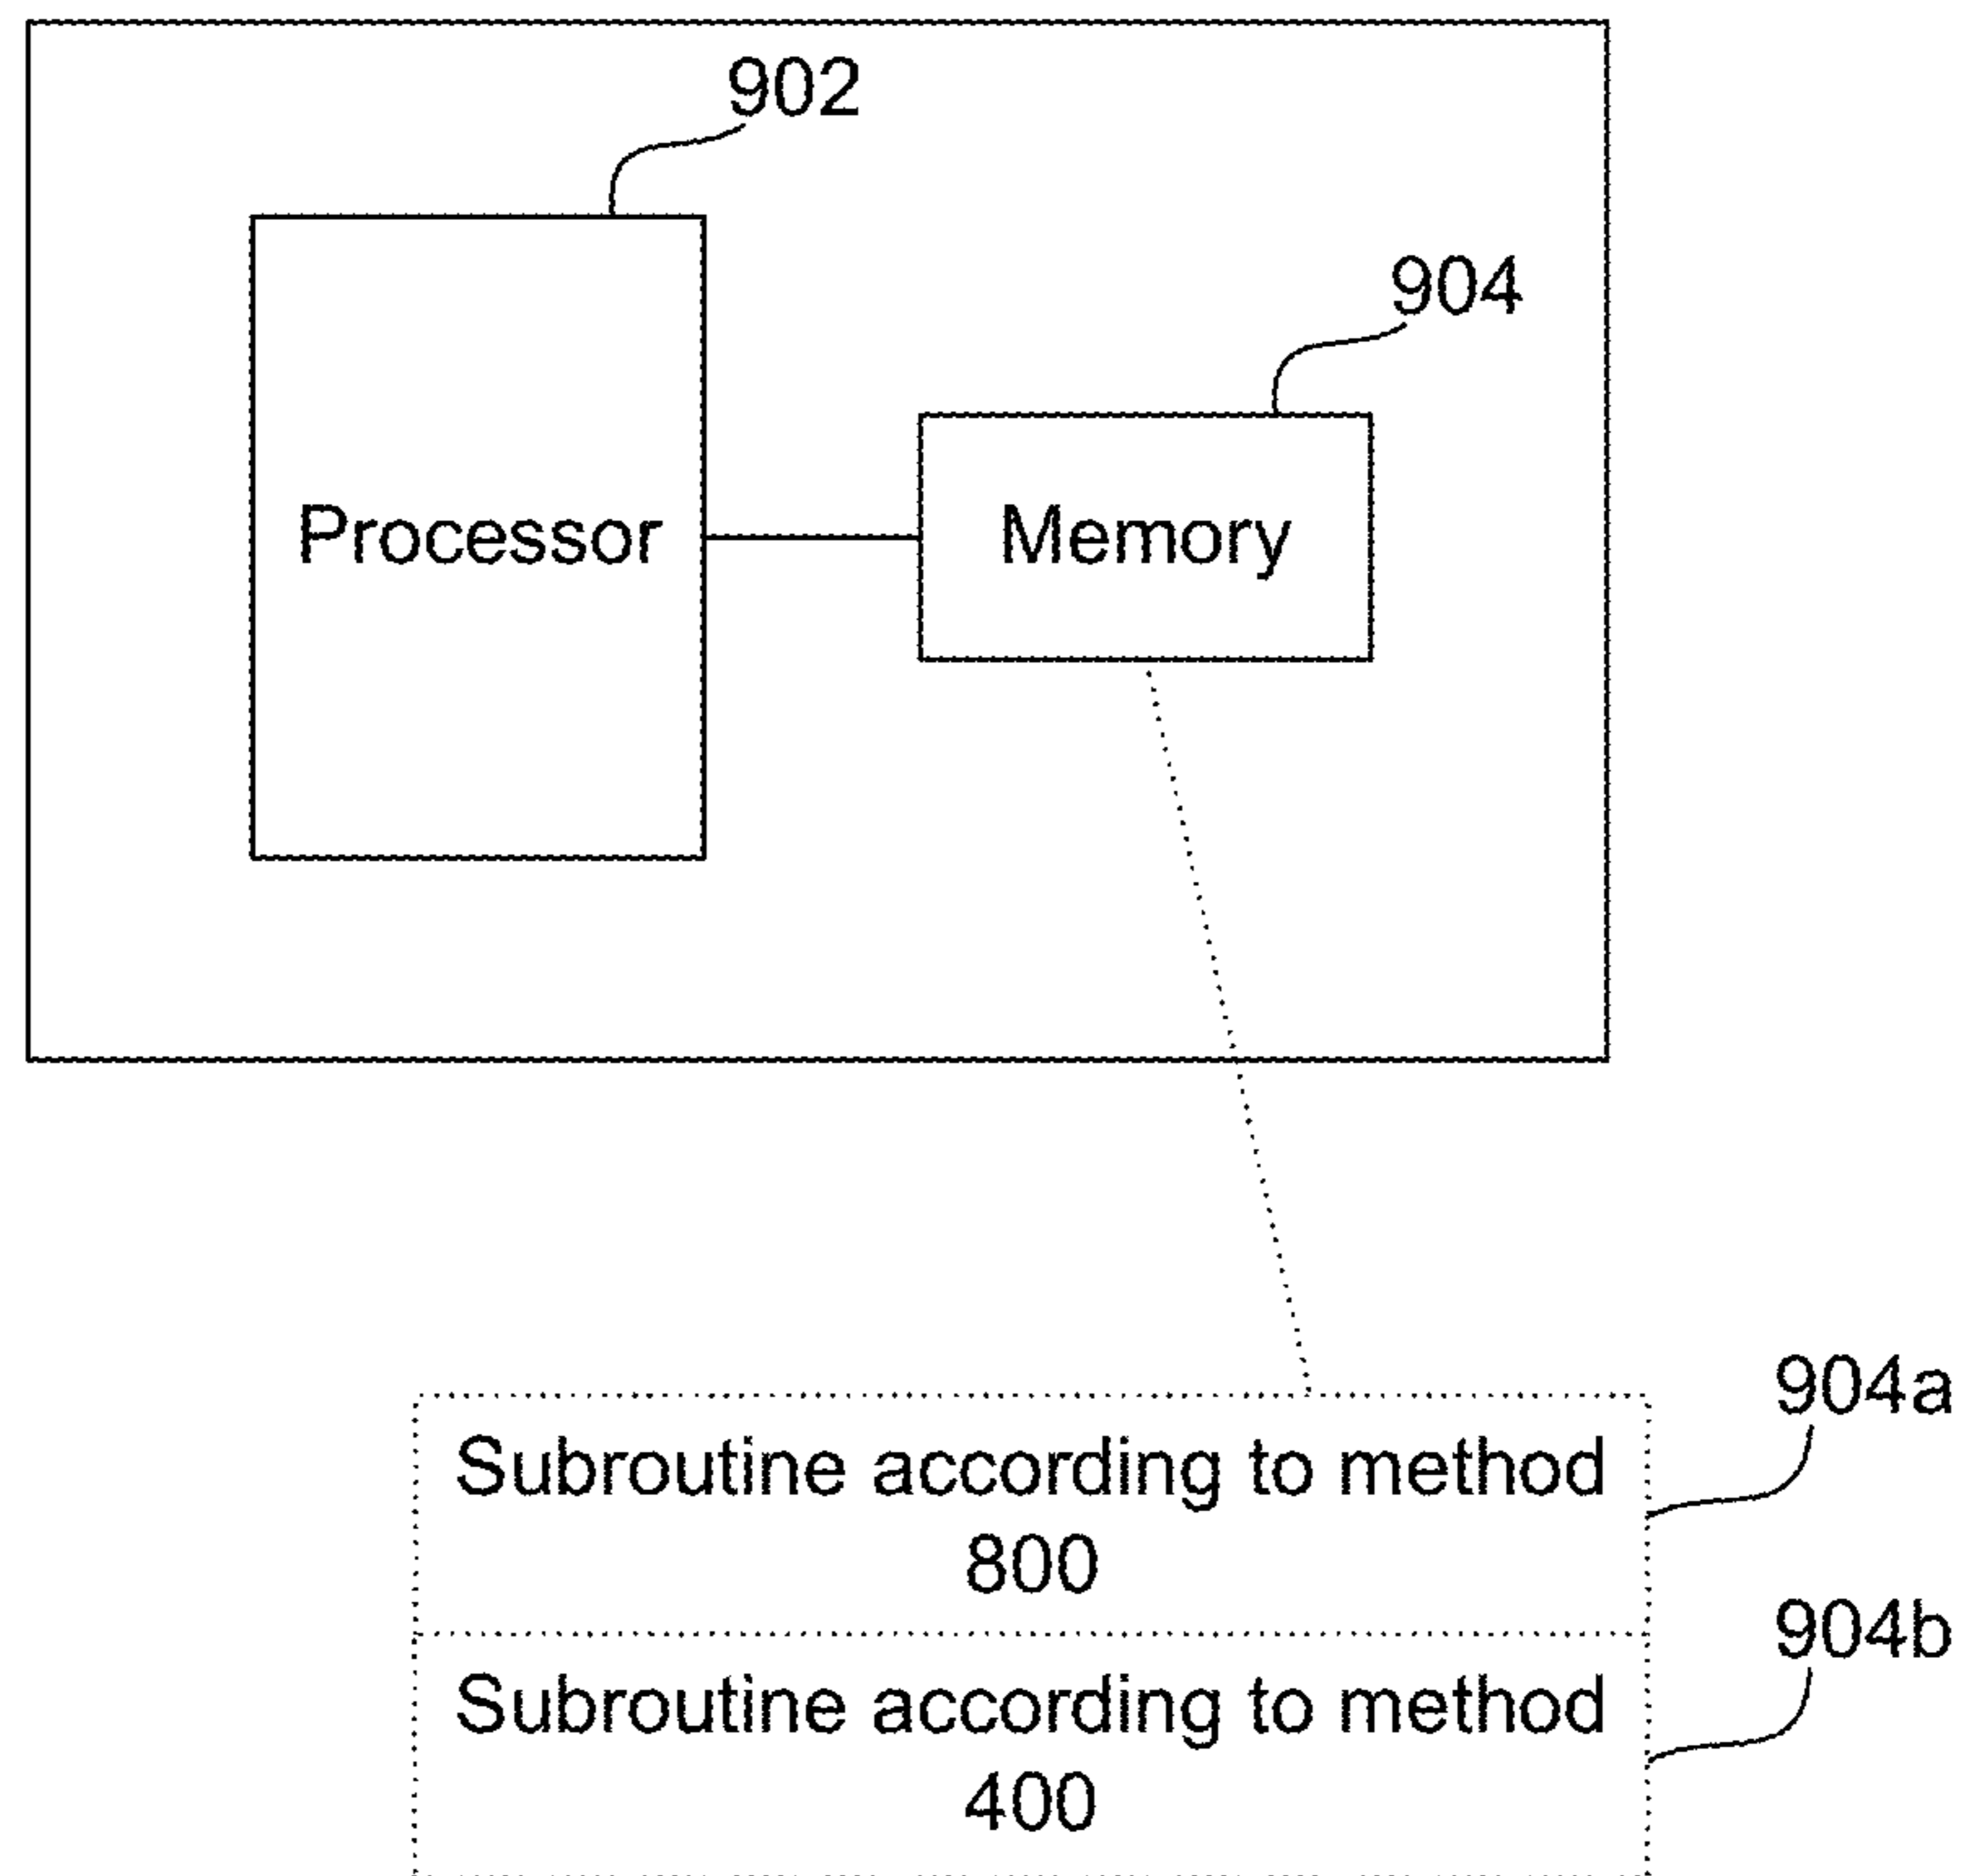 902
904
Processor
Memory
904a
Subroutine according to method
800
904b
Subroutine according to method
400